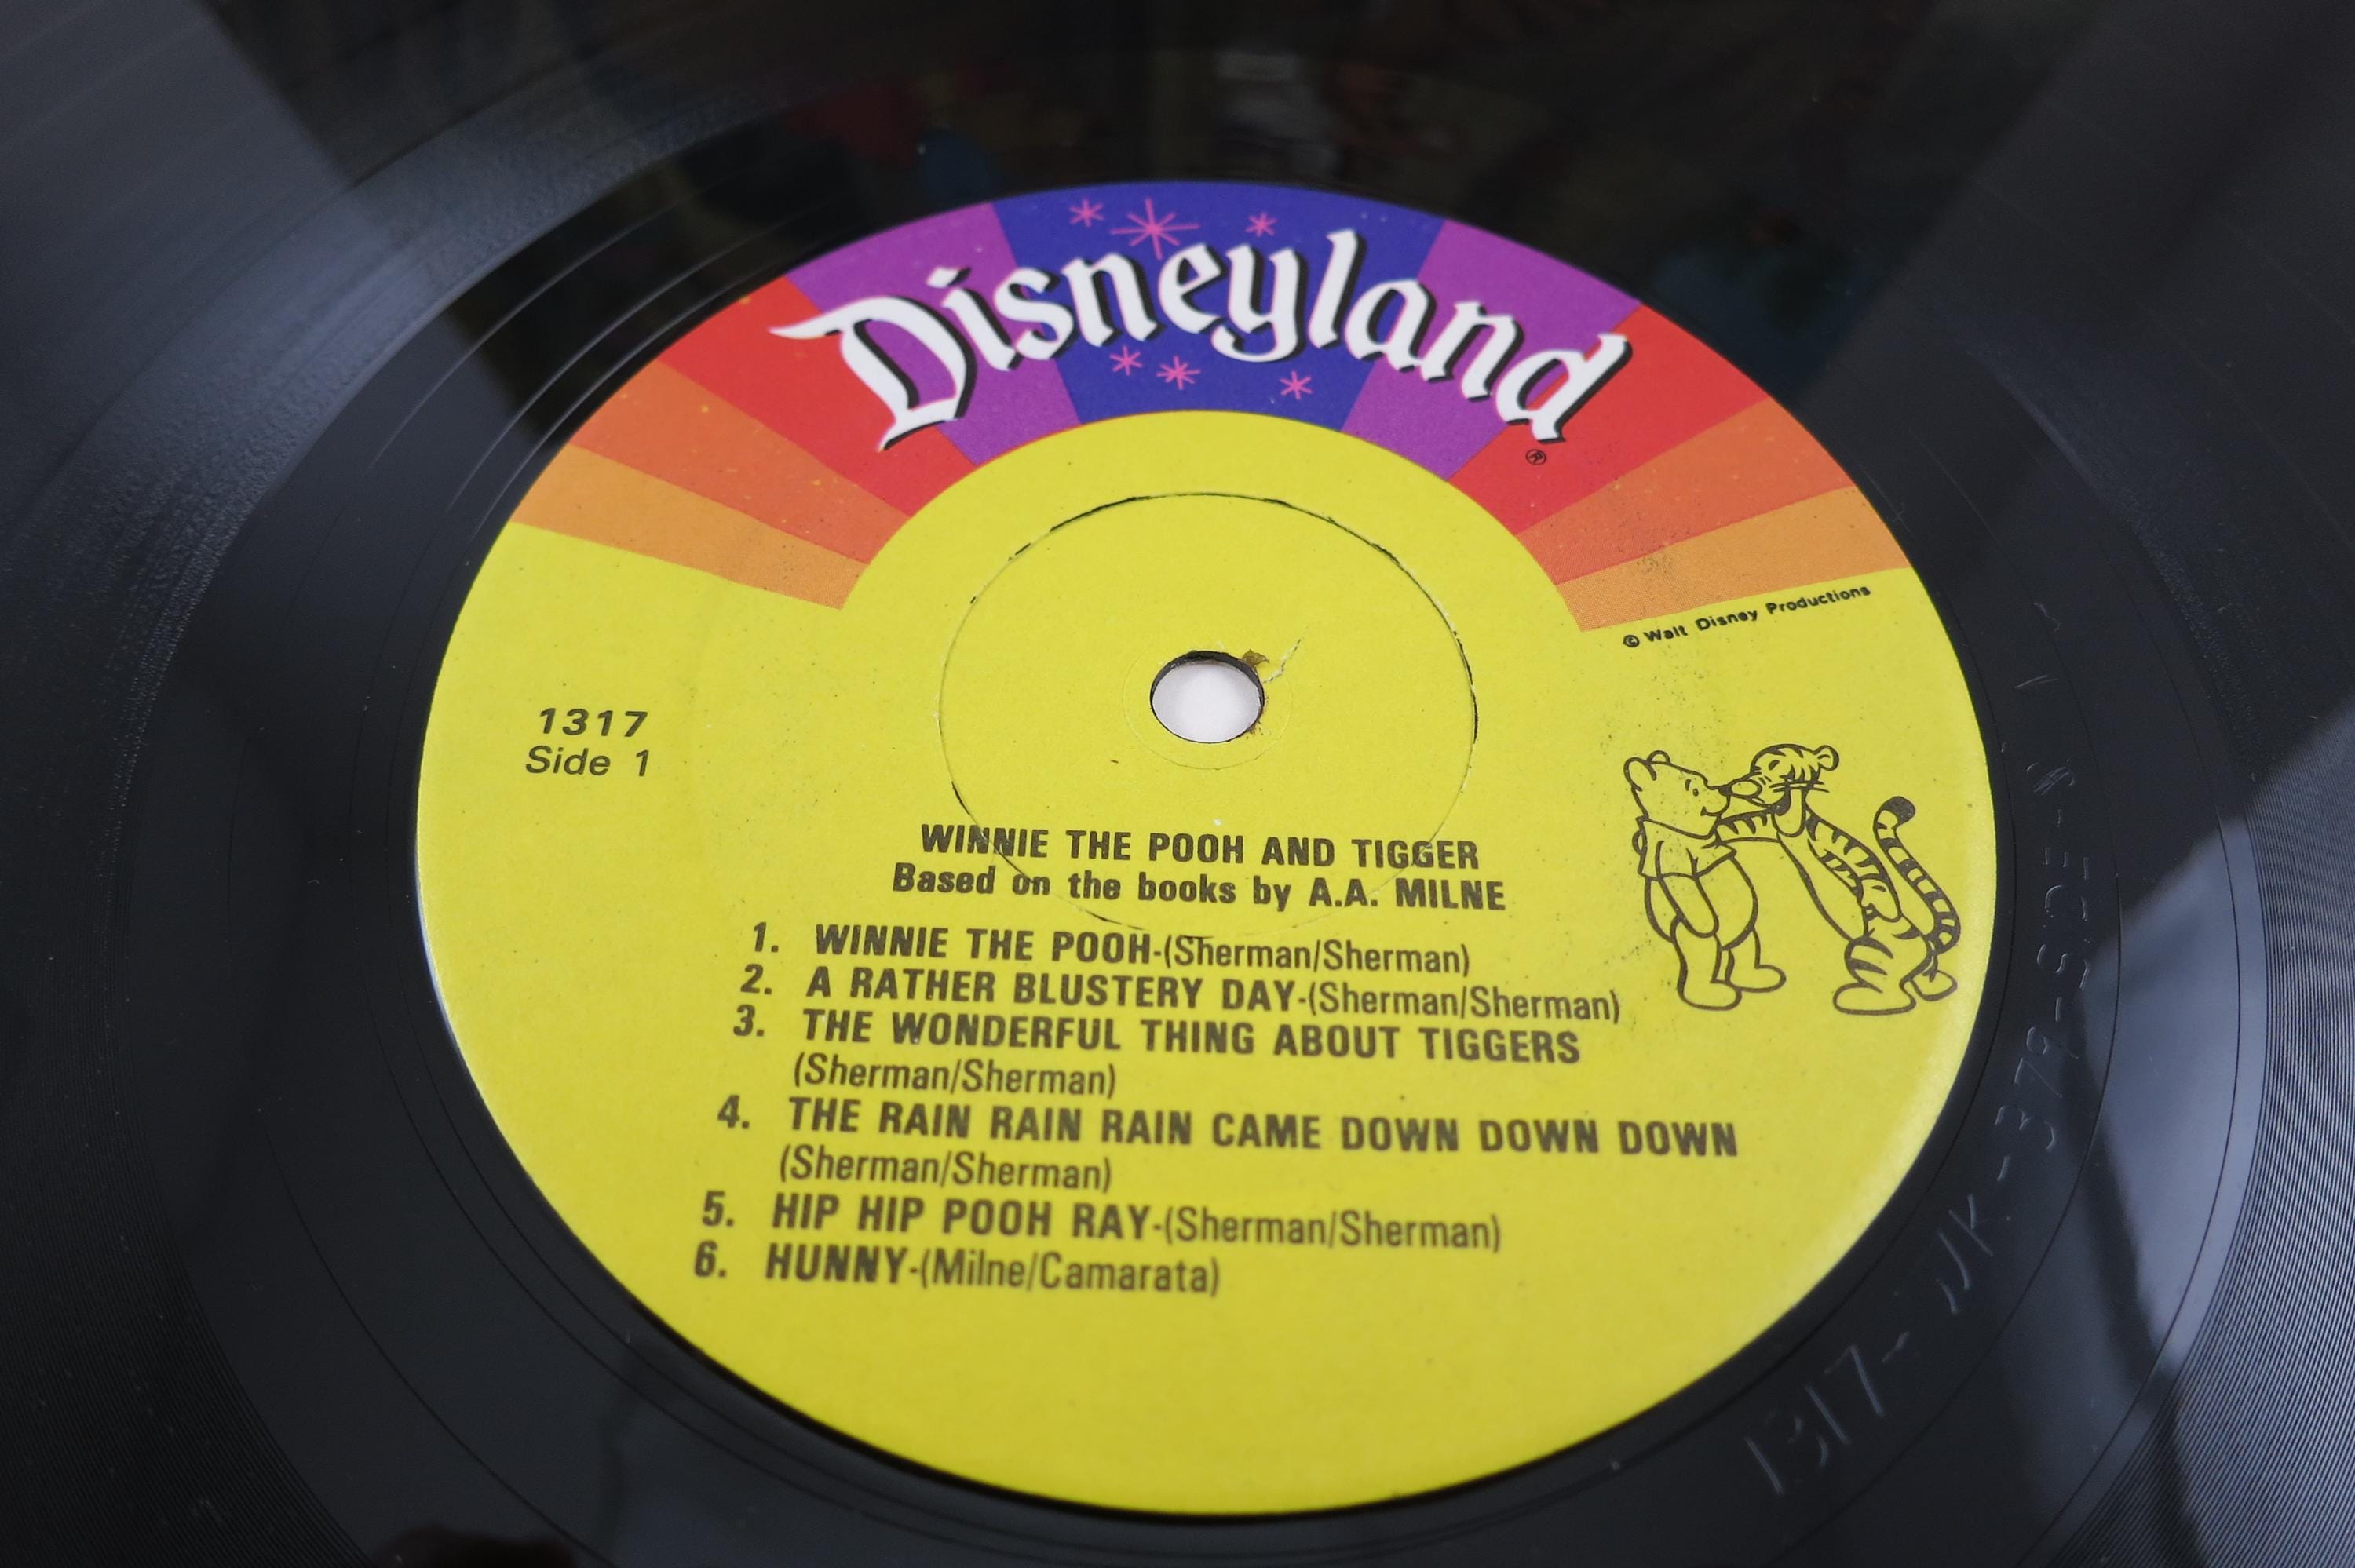 Disneyland
®
© Walt Disney Productions
1317
Side 1
WINNIE THE POOH AND TIGGER
Based on the books by A.A. MILNE
1. WINNIE THE POOH-(Sherman/Sherman)
2. A RATHER BLUSTERY DAY-(Sherman/Sherman)
3. THE WONDERFUL THING ABOUT TIGGERS
(Sherman/Sherman)
4. THE RAIN RAIN RAIN CAME DOWN DOWN DOWN
(Sherman/Sherman)
5. HIP HIP POOH RAY-(Sherman/Sherman)
6. HUNNY-(Milne/Camarata)
1317-